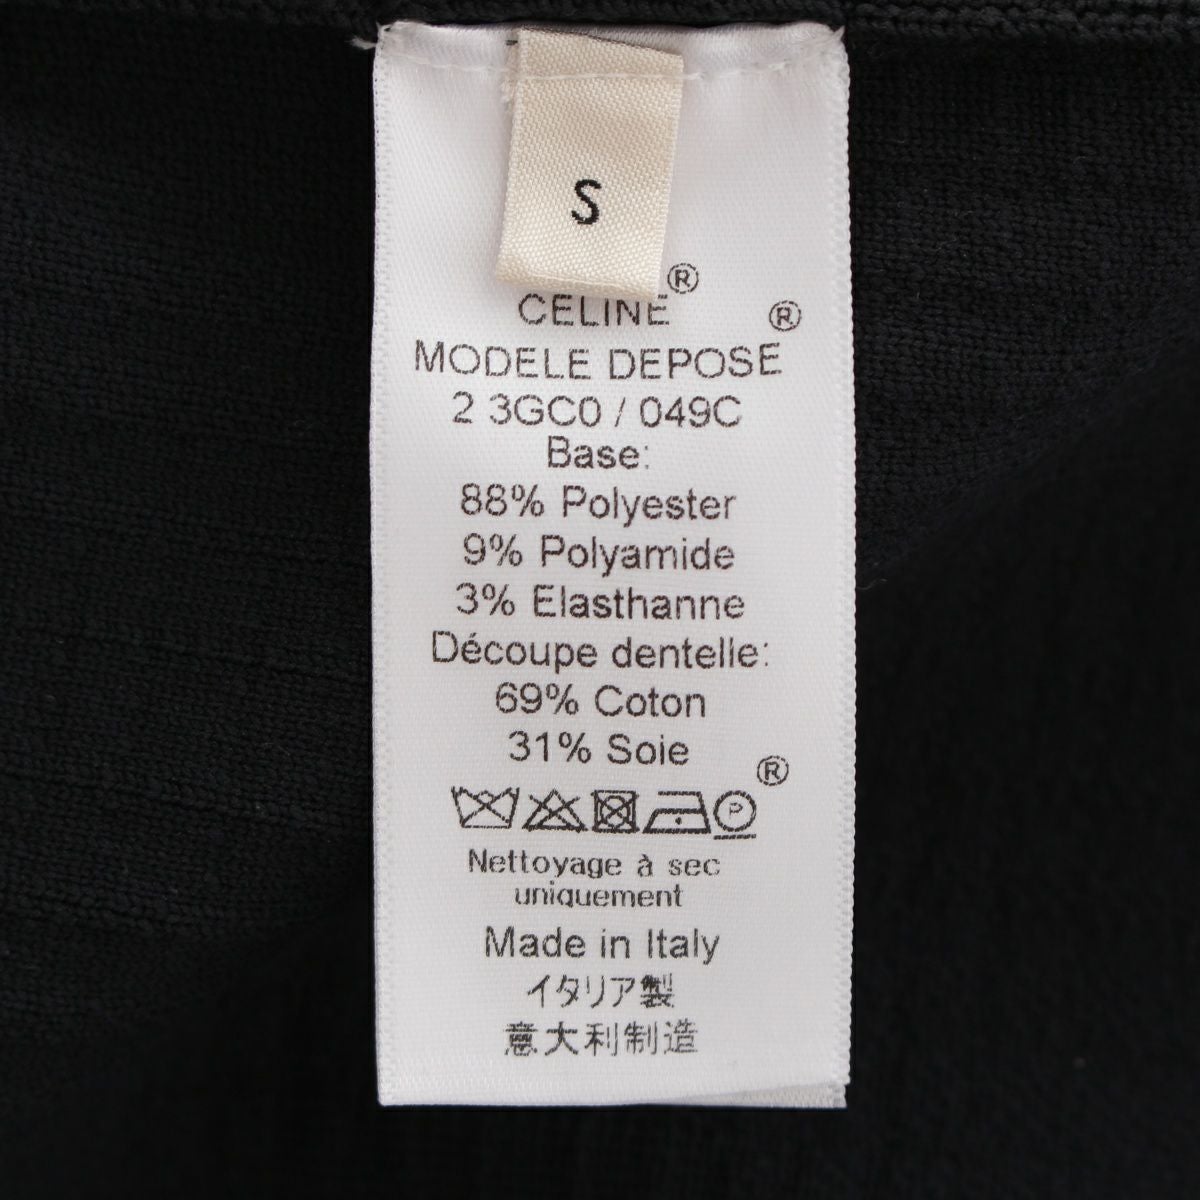 S
CELINE®
MODELE DEPOSE®
2 3GC0 / 049C
Base:
88% Polyester
9% Polyamide
3% Elasthanne
Découpe dentelle:
69% Coton
31% Soie
P ®
Nettoyage à sec
uniquement
Made in Italy
イタリア製
意大利制造